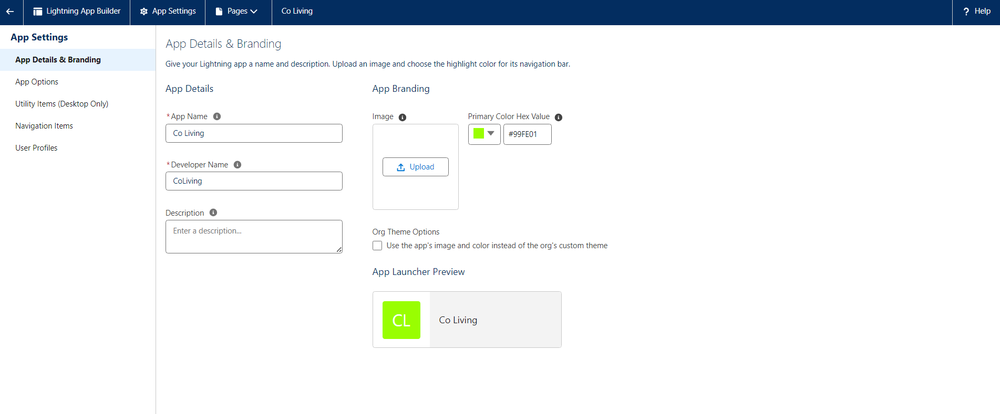 Lightning App Builder
App Settings
Pages
Co Living
? Help
App Settings
App Details & Branding
App Options
Utility Items (Desktop Only)
Navigation Items
User Profiles
App Details & Branding
Give your Lightning app a name and description. Upload an image and choose the highlight color for its navigation bar.
App Details
*App Name
Co Living
*Developer Name
CoLiving
Description
Enter a description...
App Branding
Image
Upload
Primary Color Hex Value
#99FE01
Org Theme Options
Use the app's image and color instead of the org's custom theme
App Launcher Preview
CL
Co Living